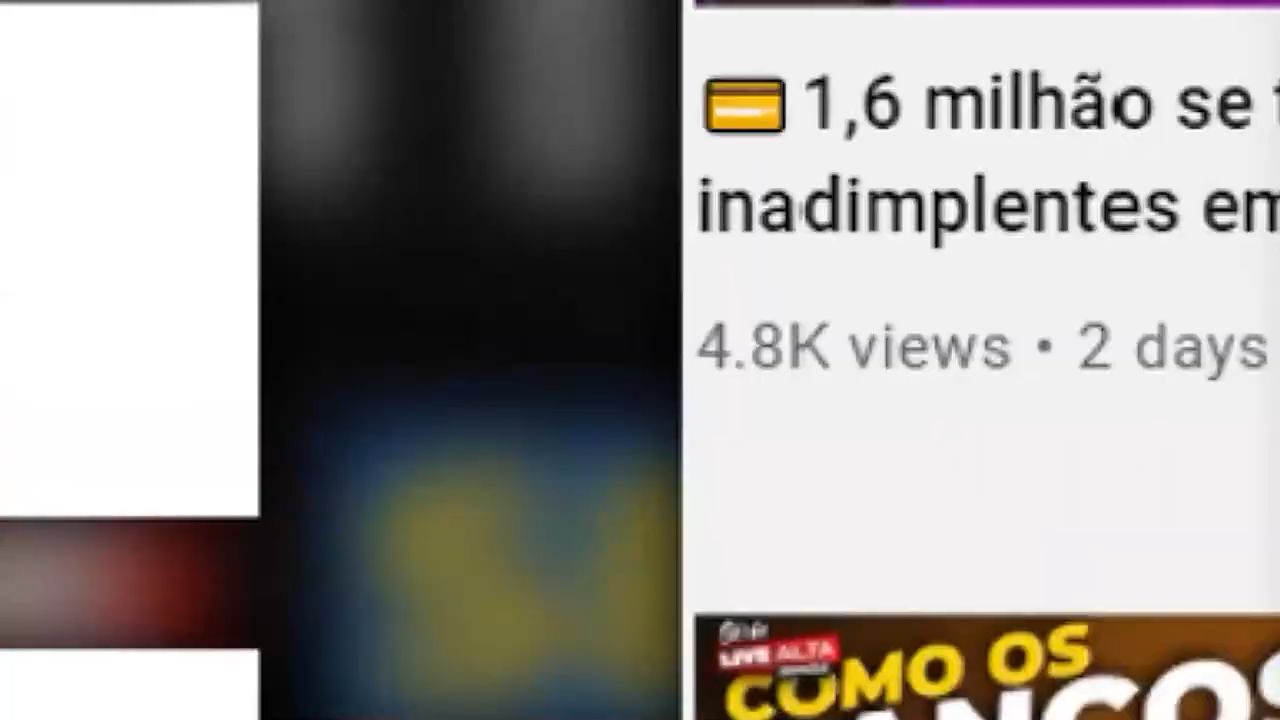 1,6 milhão se
inadimplentes em
4.8K views • 2 days
LIVE ALTA
COMO OS